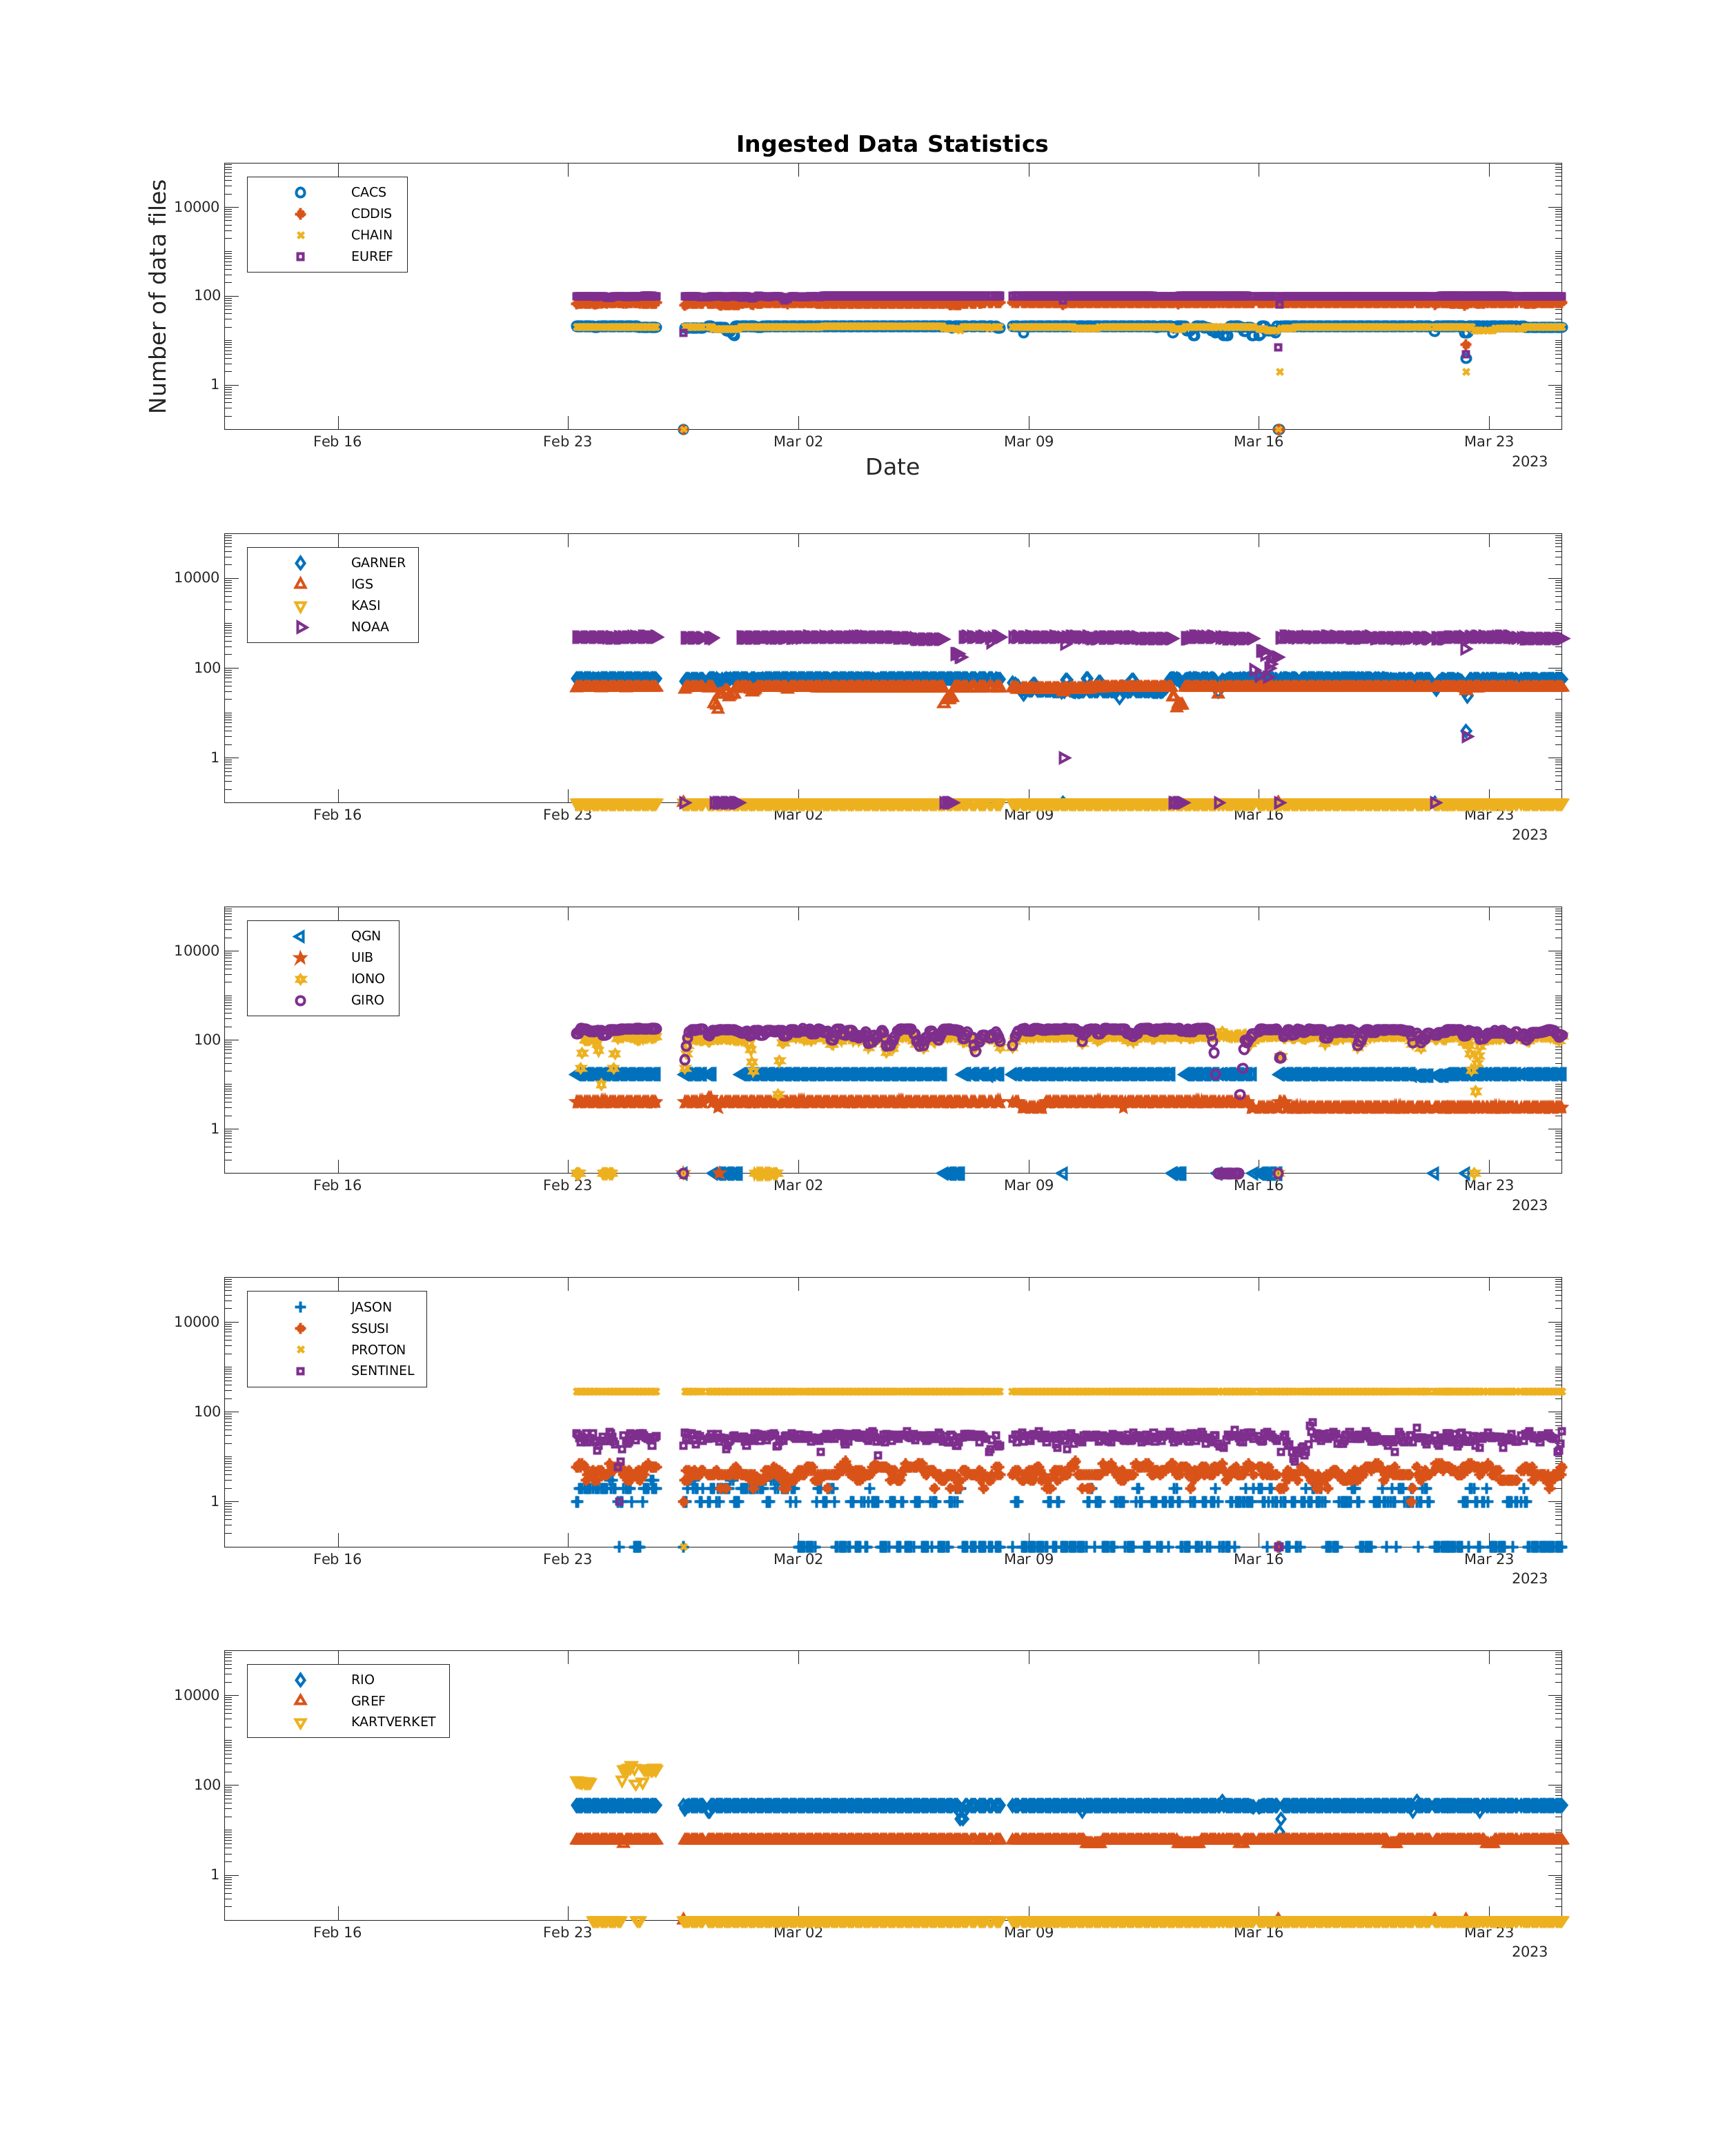 Ingested Data Statistics
Number of data files
10000
100
1
CACS
CDDIS
CHAIN
EUREF
Feb 16 Feb 23 Mar 02 Mar 09 Mar 16 Mar 23
2023
Date
10000
100
1
GARNER
IGS
KASI
NOAA
Feb 16 Feb 23 Mar 02 Mar 09 Mar 16 Mar 23
2023
10000
100
1
QGN
UIB
IONO
GIRO
Feb 16 Feb 23 Mar 02 Mar 09 Mar 16 Mar 23
2023
10000
100
1
JASON
SSUSI
PROTON
SENTINEL
Feb 16 Feb 23 Mar 02 Mar 09 Mar 16 Mar 23
2023
10000
100
1
RIO
GREF
KARTVERKET
Feb 16 Feb 23 Mar 02 Mar 09 Mar 16 Mar 23
2023